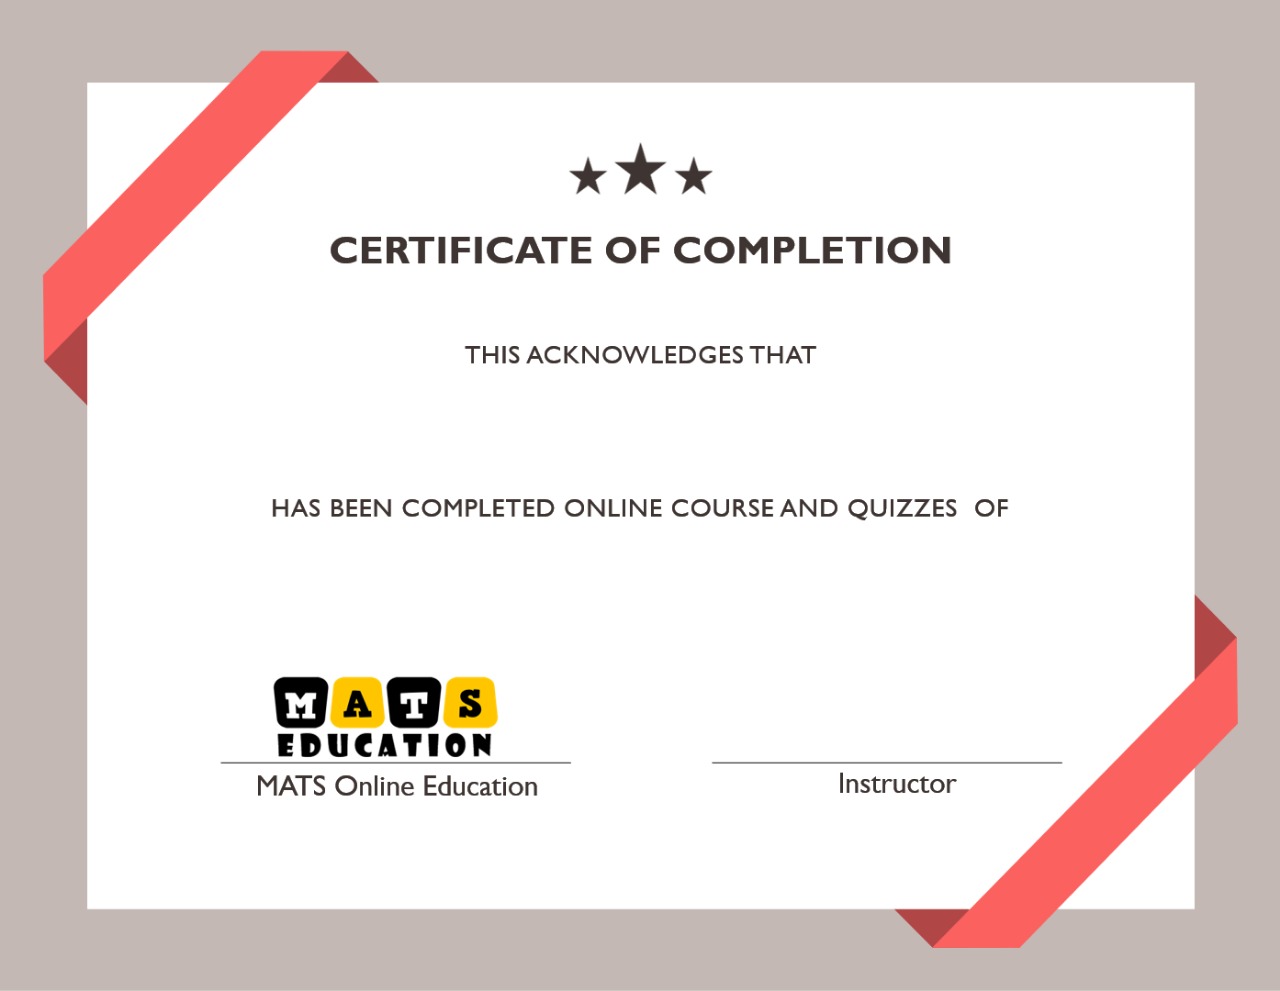 CERTIFICATE OF COMPLETION
THIS ACKNOWLEDGES THAT
HAS BEEN COMPLETED ONLINE COURSE AND QUIZZES  OF
MATS
EDUCATION
MATS Online Education
Instructor